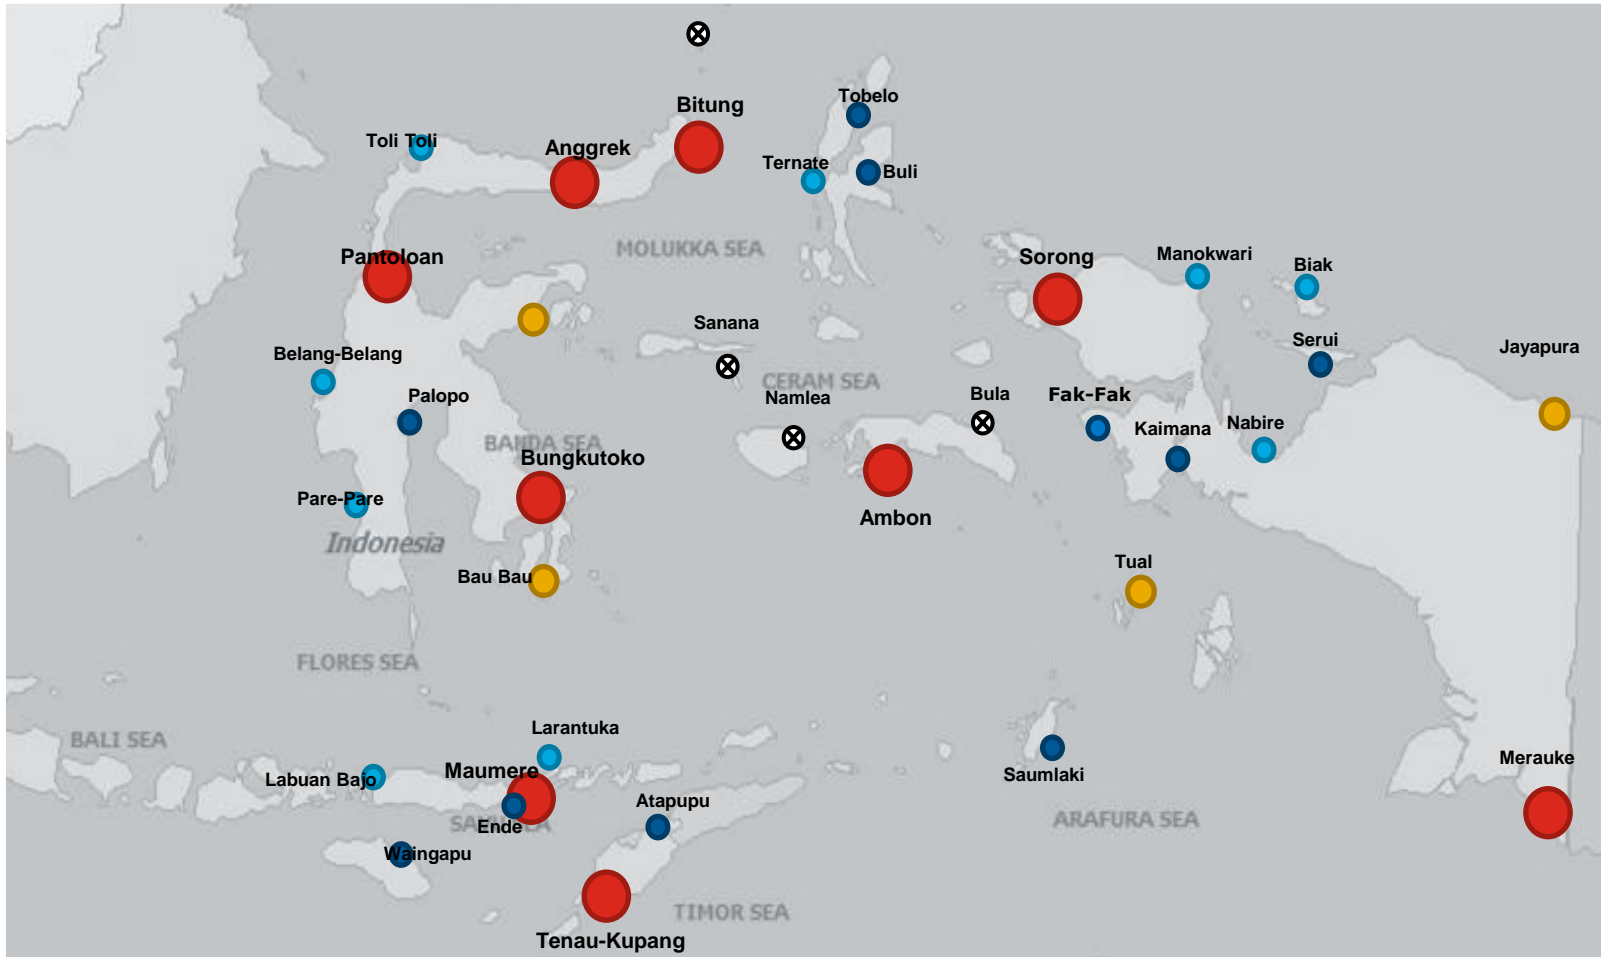 Tobelo
Bitung
Toli Toli
Anggrek
Ternate
Buli
MOLUKKA SEA
Pantoloan
Sorong
Manokwari
Biak
Sanana
Serui
Jayapura
Belang-Belang
CERAM SEA
Palopo
Namlea
Bula
Fak-Fak
Kaimana
Nabire
BANDA SEA
Bungkutoko
Pare-Pare
Ambon
Indonesia
Tual
Bau Bau
FLORES SEA
Larantuka
BALI SEA
Labuan Bajo
Maumere
Saumlaki
Merauke
Atapupu
ARAFURA SEA
Ende
Waingapu
TIMOR SEA
Tenau-Kupang